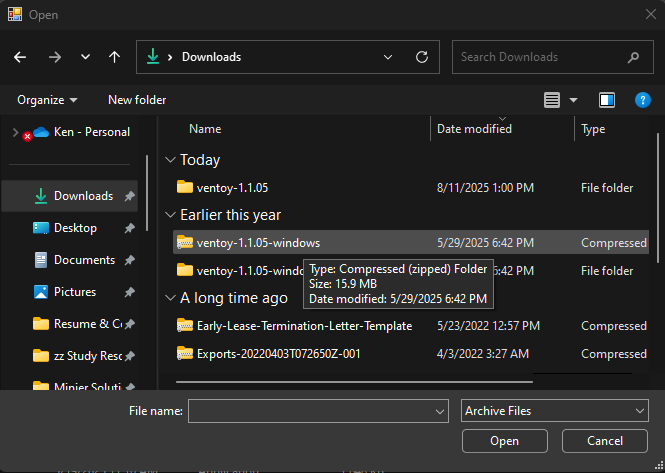 Open
Downloads
Search Downloads
Organize
New folder
Name
Date modified
Type
Ken - Personal
Today
ventoy-1.1.05
8/11/2025 1:00 PM
File folder
Downloads
Earlier this year
Desktop
ventoy-1.1.05-windows
5/29/2025 6:42 PM
Compressed
Documents
ventoy-1.1.05-windo
6:42 PM
File folder
Type: Compressed (zipped) Folder
Size: 15.9 MB
Date modified: 5/29/2025 6:42 PM
Pictures
A long time ago
Resume & C
Early-Lease-Termination-Letter-Template
5/23/2022 12:57 PM
Compressed
zz Study Reso
Exports-20220403T072650Z-001
4/3/2022 3:27 AM
Compressed
Minier Soluti
File name:
Archive Files
Open
Cancel